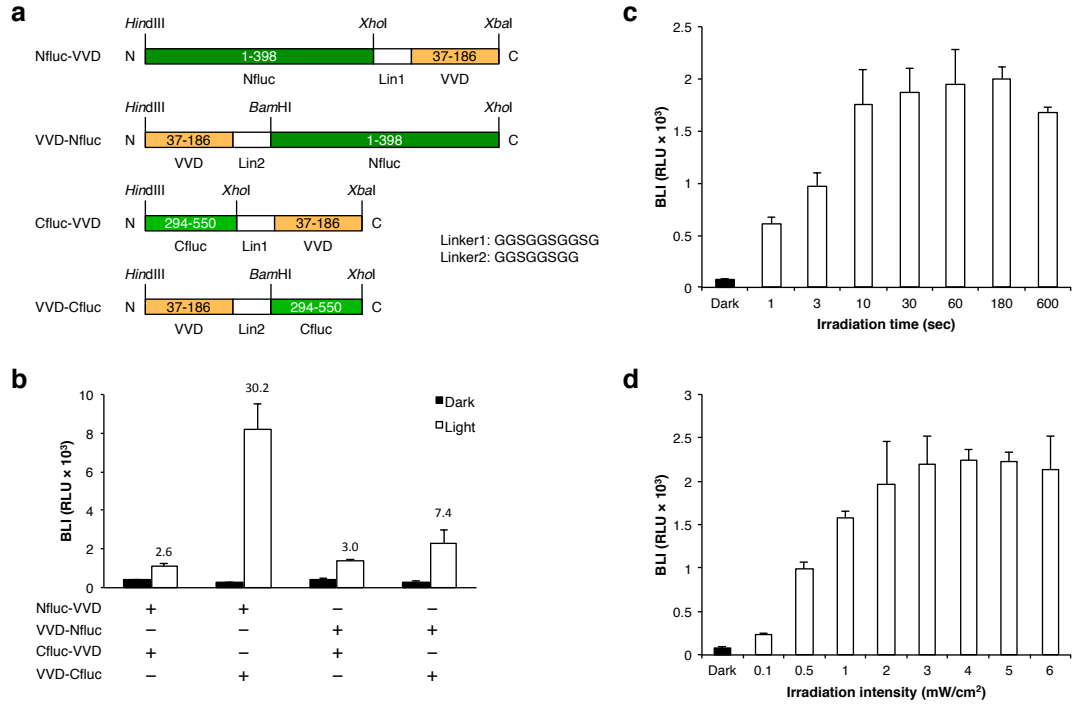 a
HindIII XhoI XbaI
Nfluc-VVD N 1-398 37-186 C
Nfluc Lin1 VVD
HindIII BamHI XhoI
VVD-Nfluc N 37-186 1-398 C
VVD Lin2 Nfluc
HindIII XhoI XbaI
Cfluc-VVD N 294-550 37-186 C
Cfluc Lin1 VVD
HindIII BamHI XhoI
VVD-Cfluc N 37-186 294-550 C
VVD Lin2 Cfluc
Linker1: GGSGGSGGSG
Linker2: GGSGGSGG
b
BLI (RLU × 10³)
10
8
6
4
2
0
2.6 30.2 3.0 7.4
Dark
Light
Nfluc-VVD + + – –
VVD-Nfluc – – + +
Cfluc-VVD + – + –
VVD-Cfluc – + – +
c
BLI (RLU × 10³)
2.5
2
1.5
1
0.5
0
Dark 1 3 10 30 60 180 600
Irradiation time (sec)
d
BLI (RLU × 10³)
3
2.5
2
1.5
1
0.5
0
Dark 0.1 0.5 1 2 3 4 5 6
Irradiation intensity (mW/cm²)